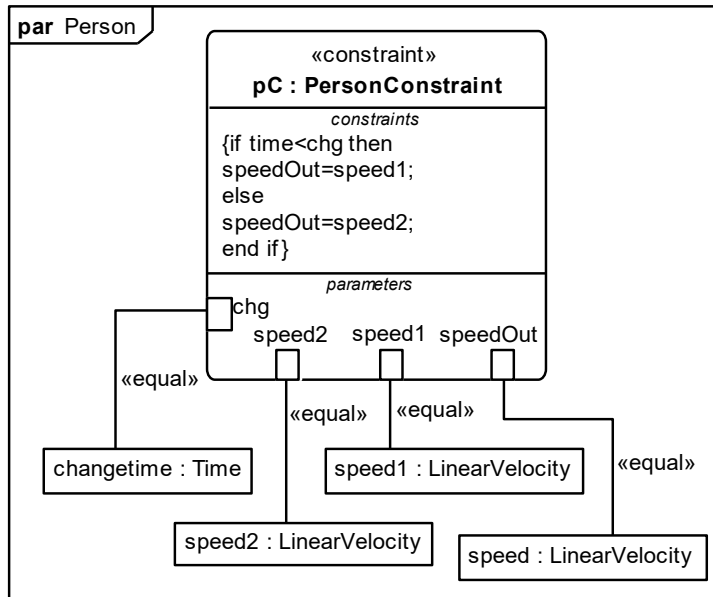 par Person
«constraint»
pC : PersonConstraint
constraints
{if time<chg then
speedOut=speed1;
else
speedOut=speed2;
end if}
parameters
chg
speed2 speed1 speedOut
«equal»
«equal» «equal»
changetime : Time
speed1 : LinearVelocity
«equal»
speed2 : LinearVelocity
speed : LinearVelocity